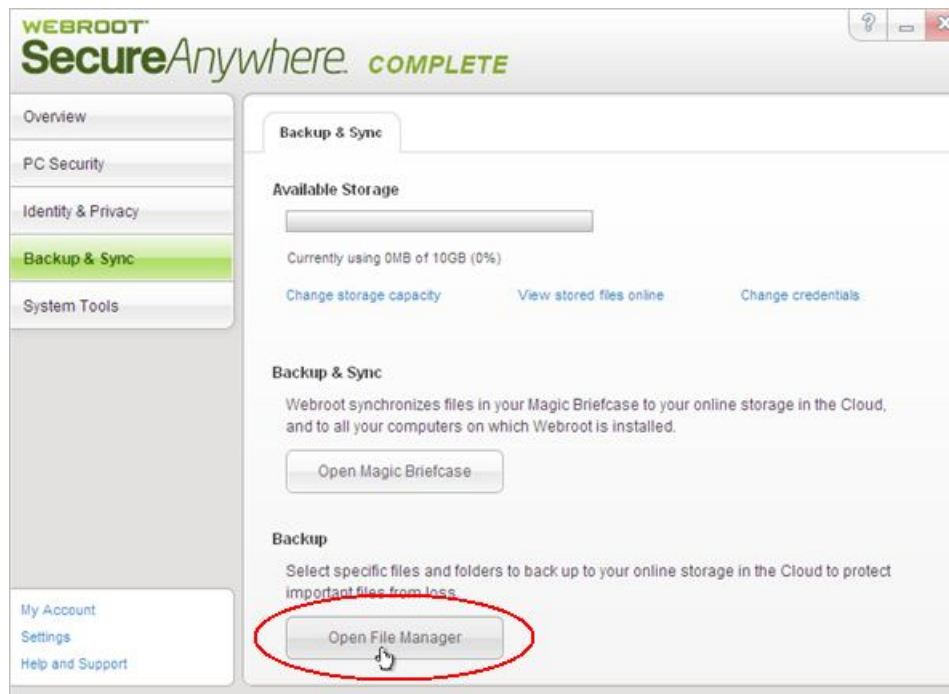 WEBROOT
SecureAnywhere. COMPLETE
?
Overview
PC Security
Identity & Privacy
Backup & Sync
System Tools
Backup & Sync
Available Storage
Currently using 0MB of 10GB (0%)
Change storage capacity View stored files online Change credentials
Backup & Sync
Webroot synchronizes files in your Magic Briefcase to your online storage in the Cloud,
and to all your computers on which Webroot is installed.
Open Magic Briefcase
Backup
Select specific files and folders to back up to your online storage in the Cloud to protect
important files from loss.
Open File Manager
My Account
Settings
Help and Support